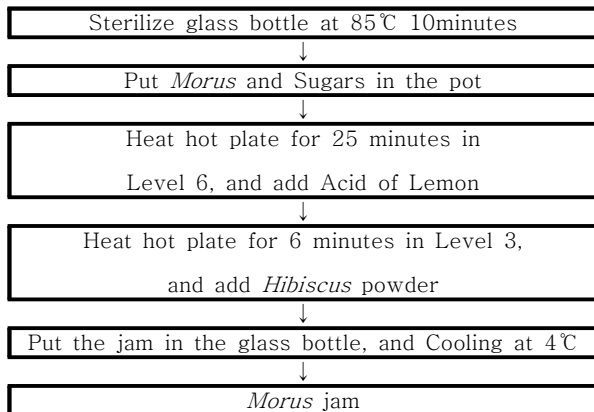 Sterilize glass bottle at 85℃ 10minutes
↓
Put Morus and Sugars in the pot
↓
Heat hot plate for 25 minutes in
Level 6, and add Acid of Lemon
↓
Heat hot plate for 6 minutes in Level 3,
and add Hibiscus powder
↓
Put the jam in the glass bottle, and Cooling at 4℃
↓
Morus jam